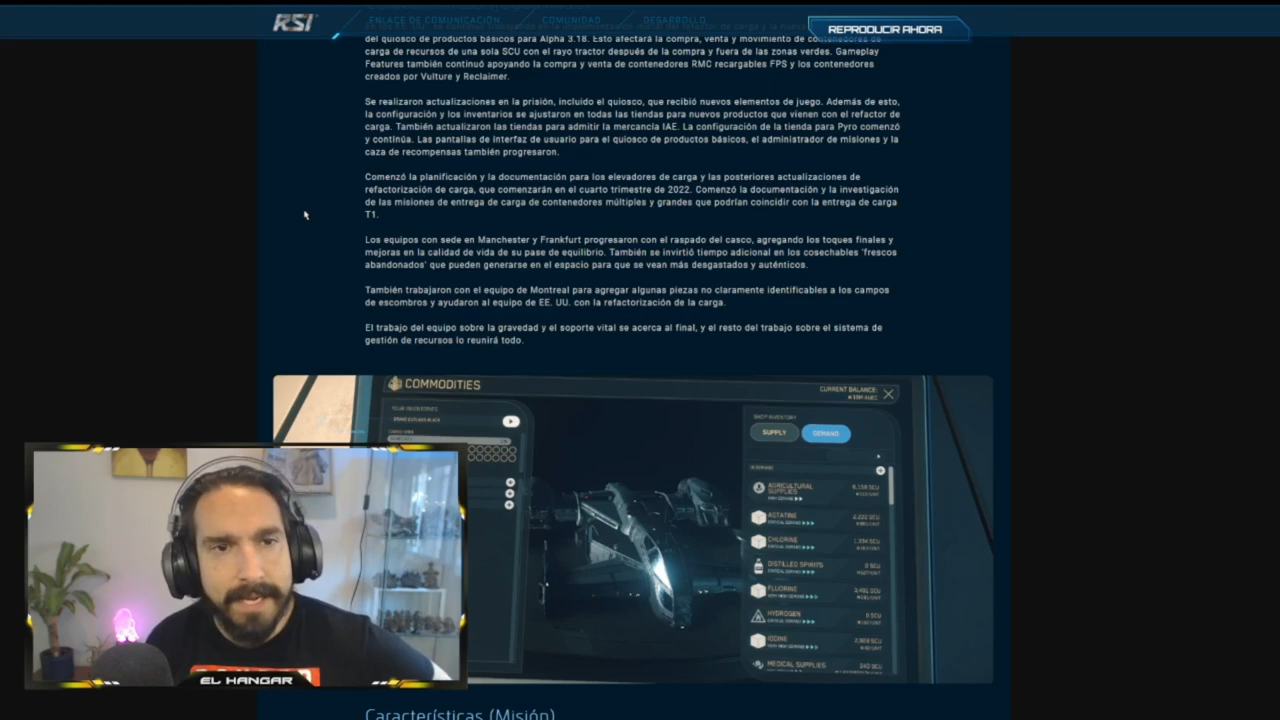 RSI
ENLACE DE COMUNICACIÓN
COMUNIDAD
DESARROLLO
REPRODUCIR AHORA
del quiosco de productos básicos para Alpha 3.18. Esto afectará la compra, venta y movimiento de contenedores de
carga de recursos de una sola SCU con el rayo tractor después de la compra y fuera de las zonas verdes. Gameplay
Features también continuó apoyando la compra y venta de contenedores RMC recargables FPS y los contenedores
creados por Vulture y Reclaimer.
Se realizaron actualizaciones en la prisión, incluido el quiosco, que recibió nuevos elementos de juego. Además de esto,
la configuración y los inventarios se ajustaron en todas las tiendas para nuevos productos que vienen con el refactor de
carga. También actualizaron las tiendas para admitir la mercancía IAE. La configuración de la tienda para Pyro comenzó
y continúa. Las pantallas de interfaz de usuario para el quiosco de productos básicos, el administrador de misiones y la
caza de recompensas también progresaron.
Comenzó la planificación y la documentación para los elevadores de carga y las posteriores actualizaciones de
refactorización de carga, que comenzarán en el cuarto trimestre de 2022. Comenzó la documentación y la investigación
de las misiones de entrega de carga de contenedores múltiples y grandes que podrían coincidir con la entrega de carga
T1.
Los equipos con sede en Manchester y Frankfurt progresaron con el raspado del casco, agregando los toques finales y
mejoras en la calidad de vida de su pase de equilibrio. También se invirtió tiempo adicional en los cosechables 'frescos
abandonados' que pueden generarse en el espacio para que se vean más desgastados y auténticos.
También trabajaron con el equipo de Montreal para agregar algunas piezas no claramente identificables a los campos
de escombros y ayudaron al equipo de EE. UU. con la refactorización de la carga.
El trabajo del equipo sobre la gravedad y el soporte vital se acerca al final, y el resto del trabajo sobre el sistema de
gestión de recursos lo reunirá todo.
COMMODITIES
CURRENT BALANCE:
YOUR INVENTORIES
SHOP INVENTORY
SUPPLY
DEMAND
IN DEMAND
AGRICULTURAL
SUPPLIES
ASTATINE
CHLORINE
DISTILLED SPIRITS
0 SCU
FLUORINE
HYDROGEN
0 SCU
IODINE
MEDICAL SUPPLIES
EL HANGAR
Características (Misión)